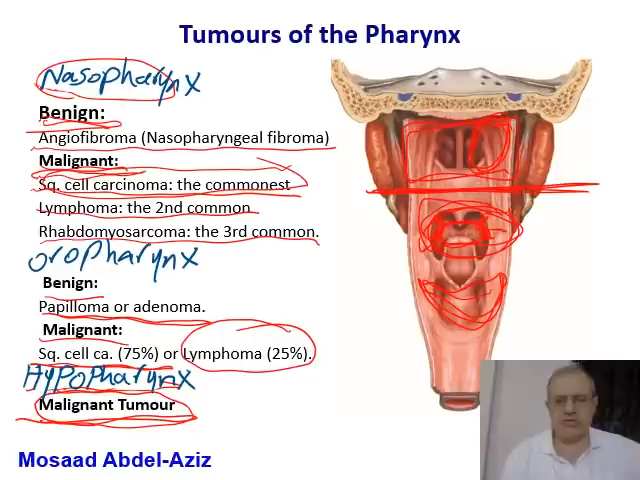 Tumours of the Pharynx
Nasopharynx
Benign:
Angiofibroma (Nasopharyngeal fibroma)
Malignant:
Sq. cell carcinoma: the commonest
Lymphoma: the 2nd common
Rhabdomyosarcoma: the 3rd common.
Oropharynx
Benign:
Papilloma or adenoma.
Malignant:
Sq. cell ca. (75%) or Lymphoma (25%).
Hypopharynx
Malignant Tumour
Mosaad Abdel-Aziz